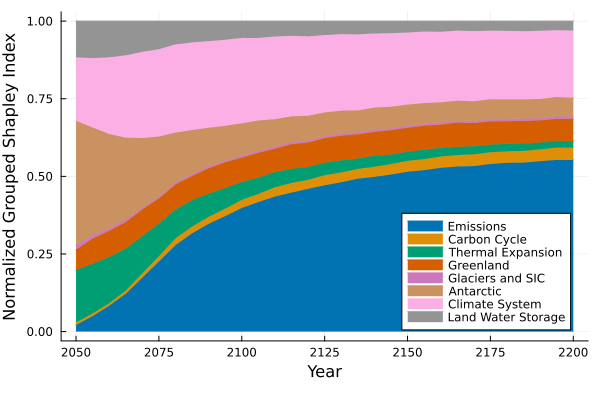 Normalized Grouped Shapley Index
1.00
0.75
0.50
0.25
0.00
Emissions
Carbon Cycle
Thermal Expansion
Greenland
Glaciers and SIC
Antarctic
Climate System
Land Water Storage
2050
2075
2100
2125
2150
2175
2200
Year